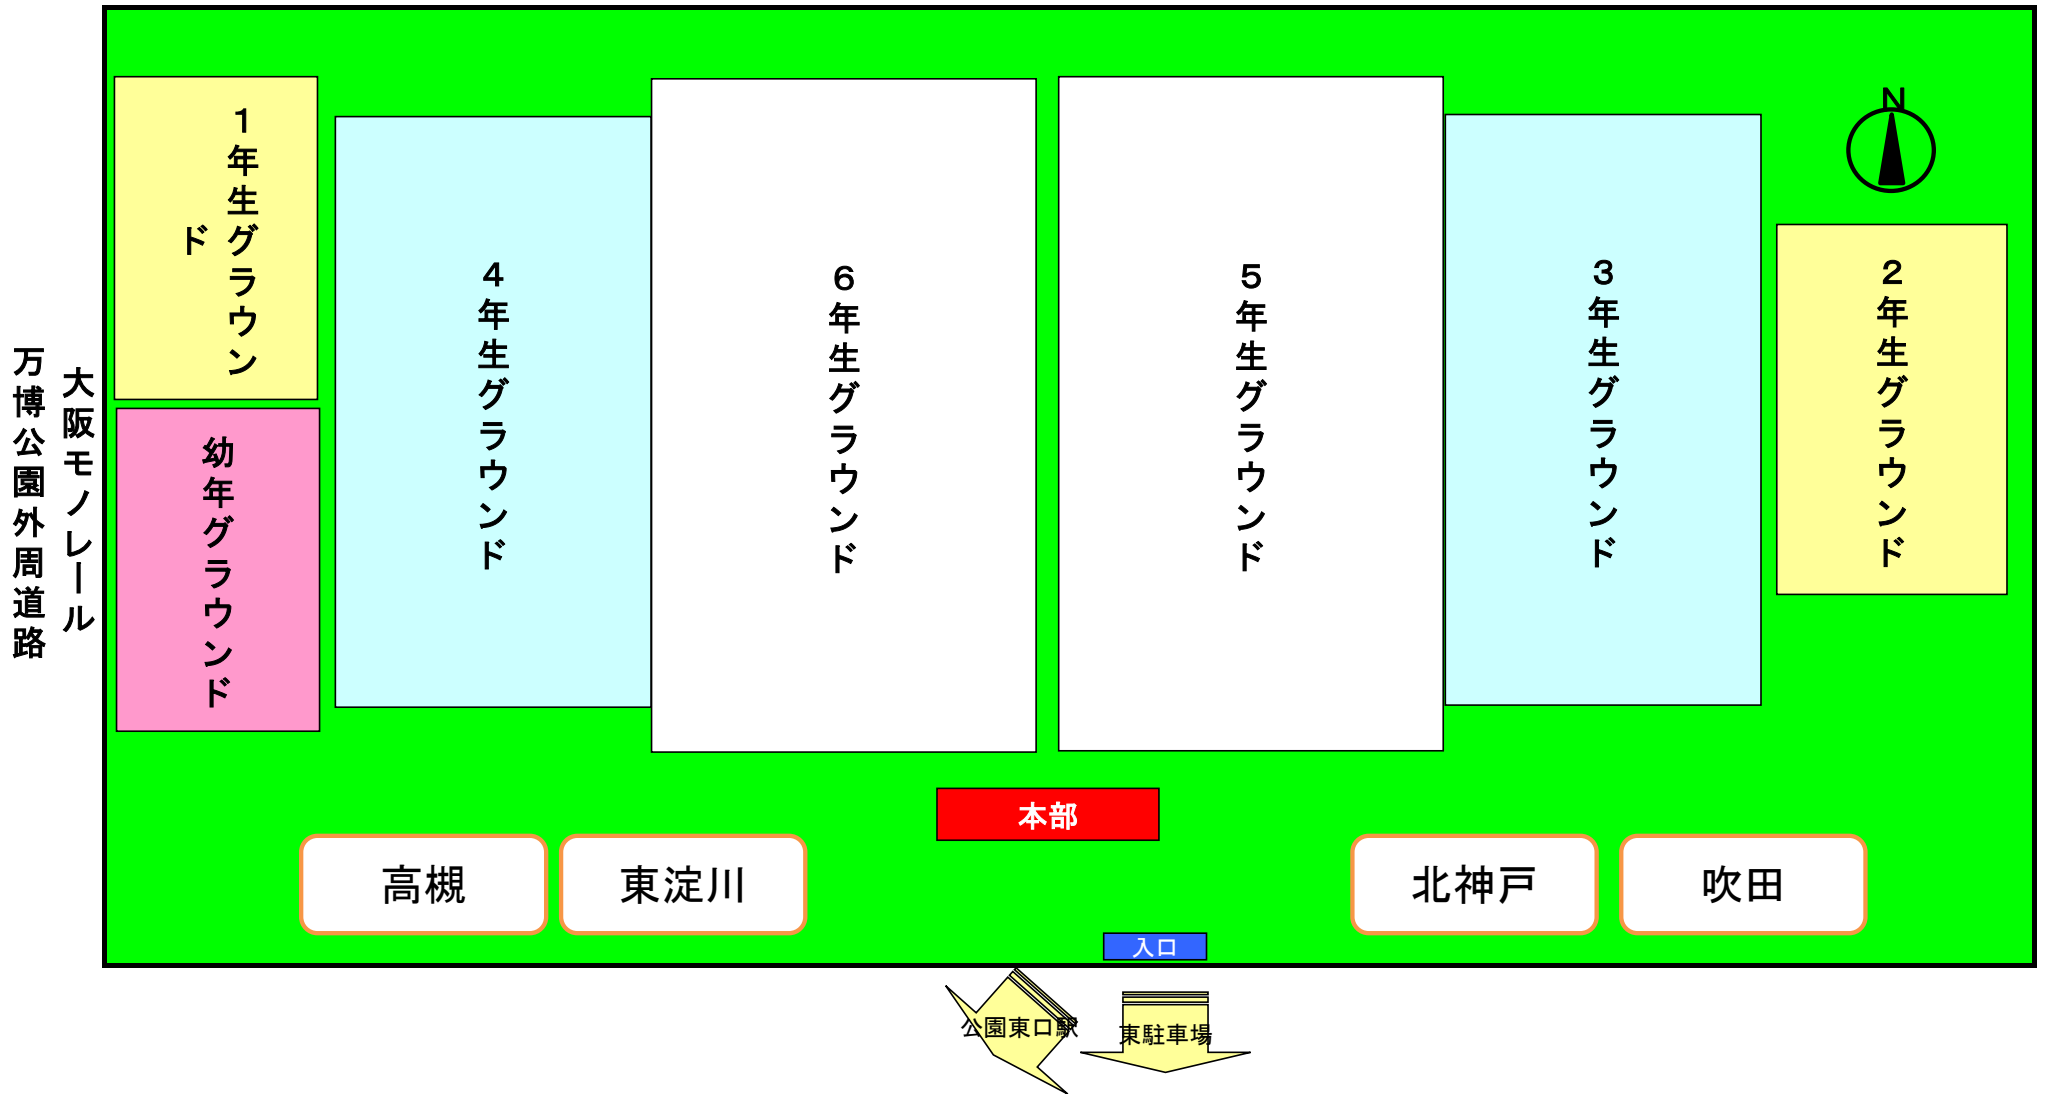 N
１年生グラウン
ド
４年生グラウンド
６年生グラウンド
５年生グラウンド
３年生グラウンド
２年生グラウンド
幼年グラウンド
大阪モノレール
万博公園外周道路
本部
高槻
東淀川
北神戸
吹田
入口
公園東口駅
東駐車場